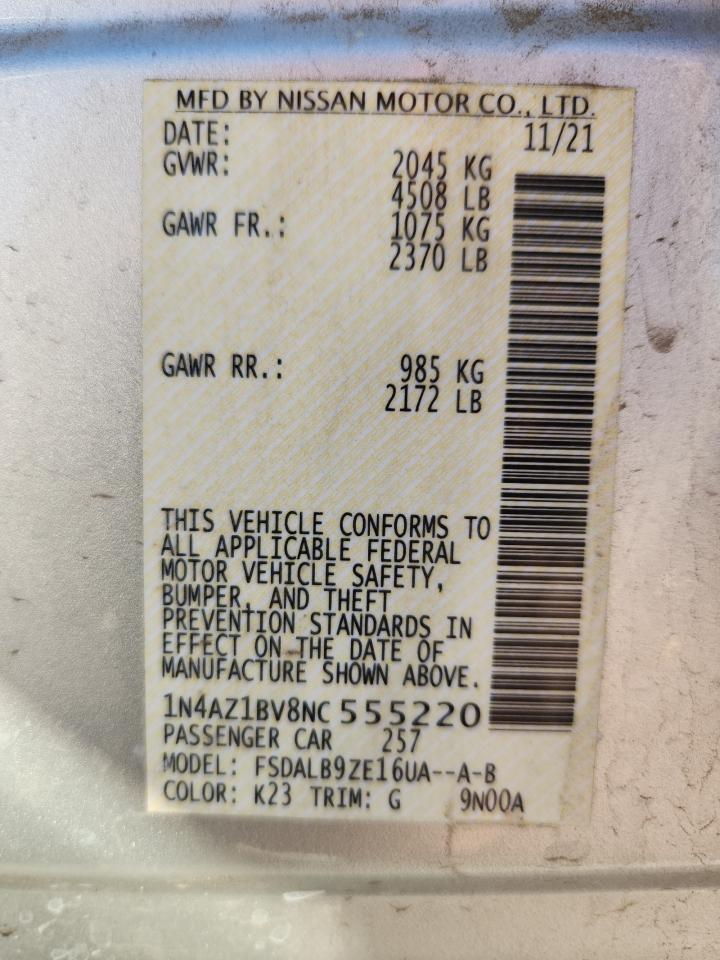 MFD BY NISSAN MOTOR CO., LTD.
DATE: 11/21
GVWR: 2045 KG
4508 LB
GAWR FR.: 1075 KG
2370 LB
GAWR RR.: 985 KG
2172 LB
THIS VEHICLE CONFORMS TO
ALL APPLICABLE FEDERAL
MOTOR VEHICLE SAFETY,
BUMPER, AND THEFT
PREVENTION STANDARDS IN
EFFECT ON THE DATE OF
MANUFACTURE SHOWN ABOVE.
1N4AZ1BV8NC 555220
PASSENGER CAR 257
MODEL: FSDALB9ZE16UA--A-B
COLOR: K23 TRIM: G 9N00A